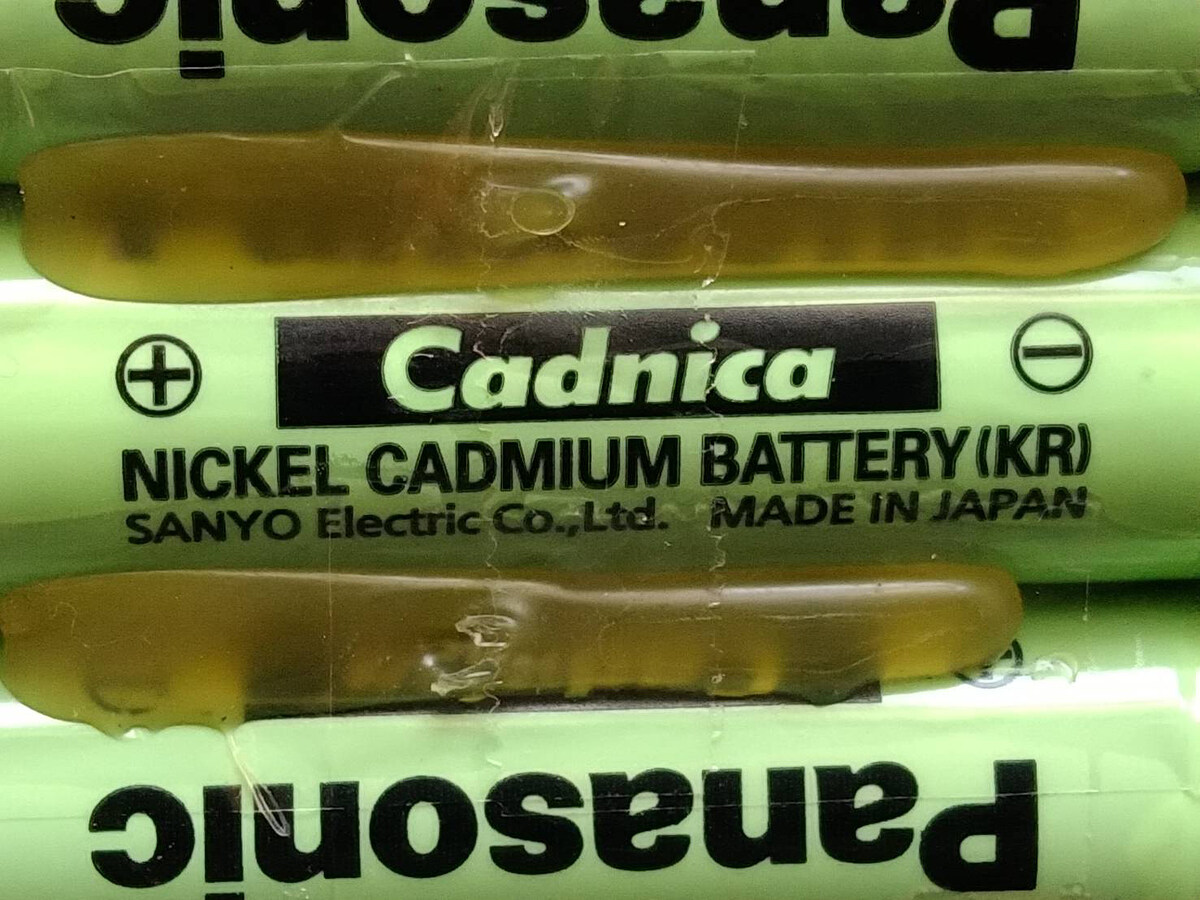 Panasonic
Cadnica
NICKEL CADMIUM BATTERY(KR)
SANYO Electric Co.,Ltd. MADE IN JAPAN
Panasonic